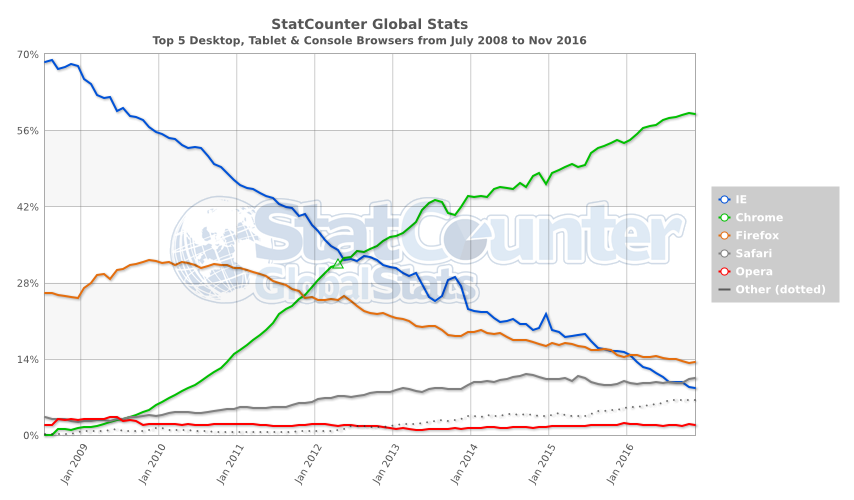 StatCounter Global Stats
Top 5 Desktop, Tablet & Console Browsers from July 2008 to Nov 2016
70%
56%
42%
28%
14%
0%
StatCounter
GlobalStats
IE
Chrome
Firefox
Safari
Opera
Other (dotted)
Jan 2009
Jan 2010
Jan 2011
Jan 2012
Jan 2013
Jan 2014
Jan 2015
Jan 2016